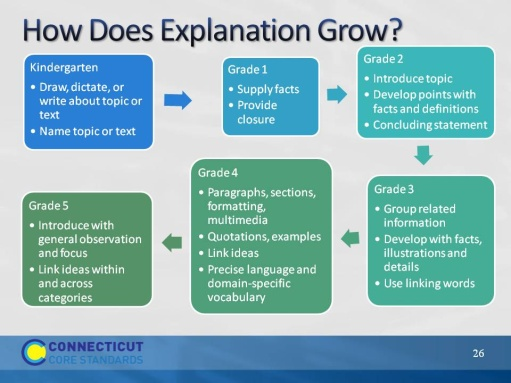 How Does Explanation Grow?
Kindergarten
• Draw, dictate, or
write about topic or
text
• Name topic or text
Grade 1
• Supply facts
• Provide
closure
Grade 2
• Introduce topic
• Develop points with
facts and definitions
• Concluding statement
Grade 3
• Group related
information
• Develop with facts,
illustrations and
details
• Use linking words
Grade 4
• Paragraphs, sections,
formatting,
multimedia
• Quotations, examples
• Link ideas
• Precise language and
domain-specific
vocabulary
Grade 5
• Introduce with
general observation
and focus
• Link ideas within
and across
categories
CONNECTICUT
CORE STANDARDS
26